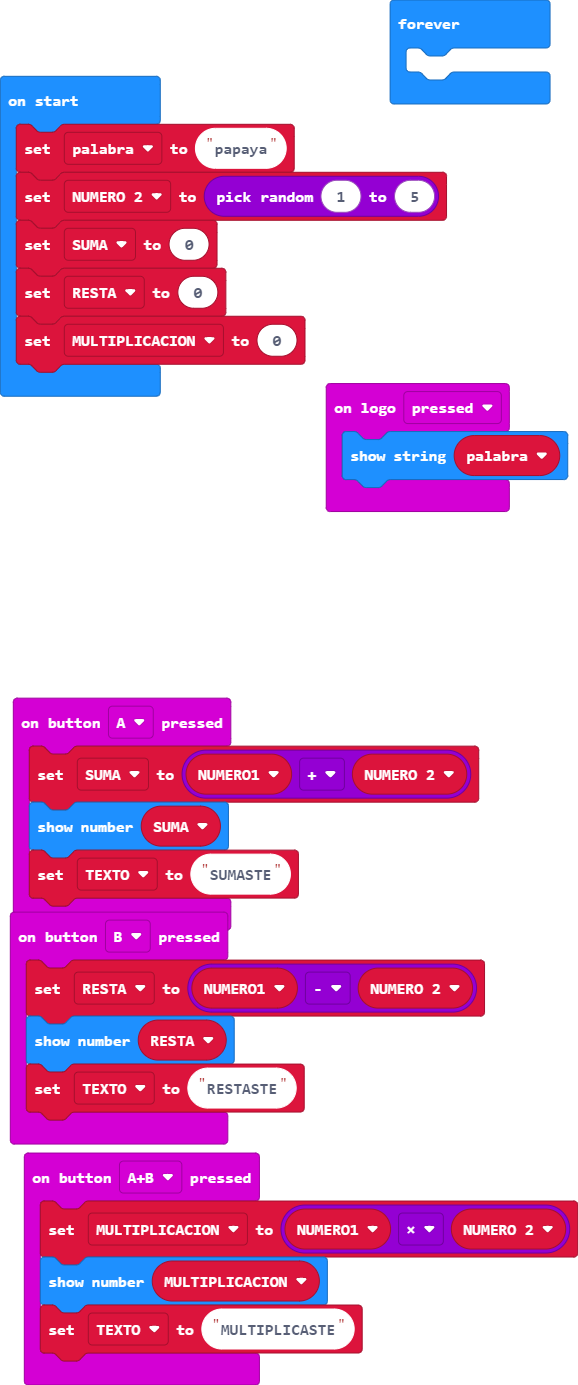 forever
on start
set palabra to "papaya"
set NUMERO 2 to pick random 1 to 5
set SUMA to 0
set RESTA to 0
set MULTIPLICACION to 0
on logo pressed
show string palabra
on button A pressed
set SUMA to NUMERO1 + NUMERO 2
show number SUMA
set TEXTO to "SUMASTE"
on button B pressed
set RESTA to NUMERO1 - NUMERO 2
show number RESTA
set TEXTO to "RESTASTE"
on button A+B pressed
set MULTIPLICACION to NUMERO1 × NUMERO 2
show number MULTIPLICACION
set TEXTO to "MULTIPLICASTE"